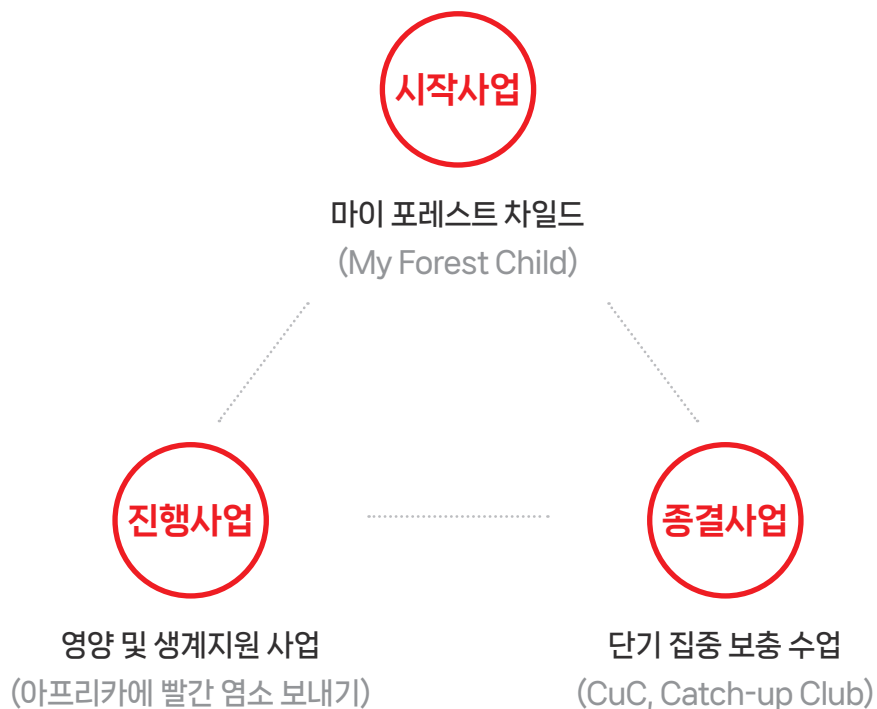 시작사업
마이 포레스트 차일드
(My Forest Child)
진행사업
영양 및 생계지원 사업
(아프리카에 빨간 염소 보내기)
종결사업
단기 집중 보충 수업
(CuC, Catch-up Club)